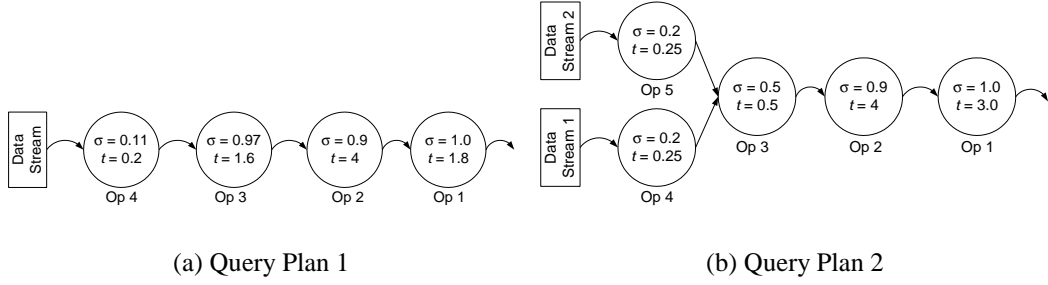 Data
Stream
σ = 0.11
t = 0.2
Op 4
σ = 0.97
t = 1.6
Op 3
σ = 0.9
t = 4
Op 2
σ = 1.0
t = 1.8
Op 1
(a) Query Plan 1
Data
Stream 2
σ = 0.2
t = 0.25
Op 5
Data
Stream 1
σ = 0.2
t = 0.25
Op 4
σ = 0.5
t = 0.5
Op 3
σ = 0.9
t = 4
Op 2
σ = 1.0
t = 3.0
Op 1
(b) Query Plan 2